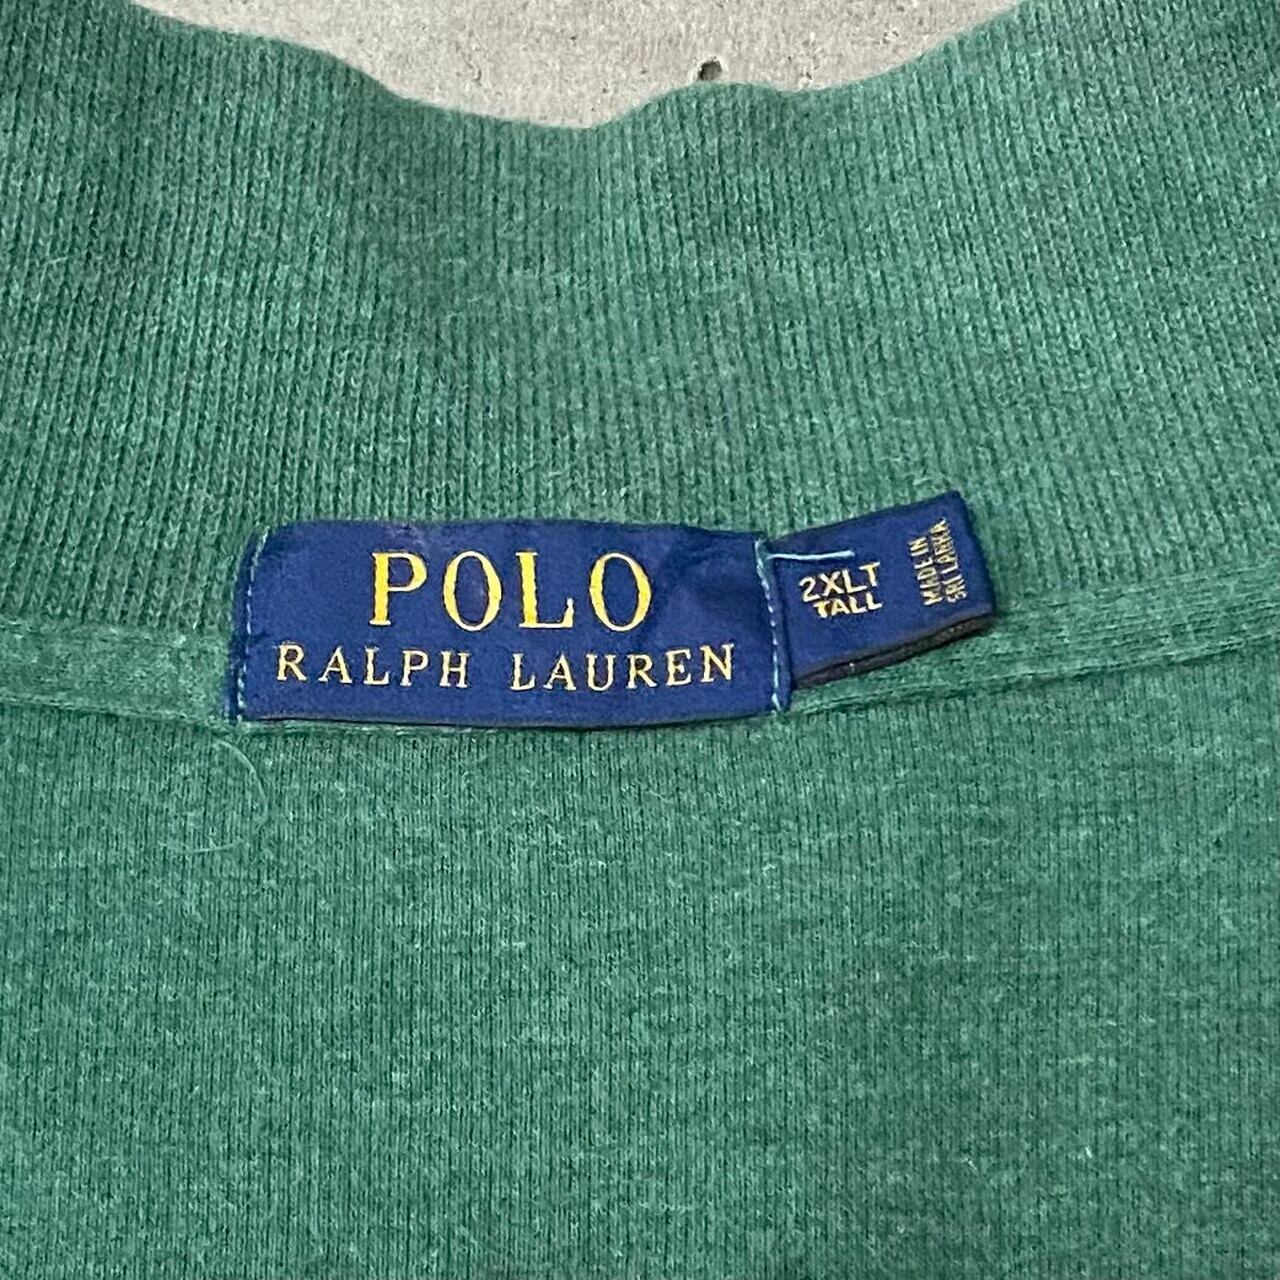 POLO
RALPH LAUREN
2XLT
TALL
MADE IN
SRI LANKA